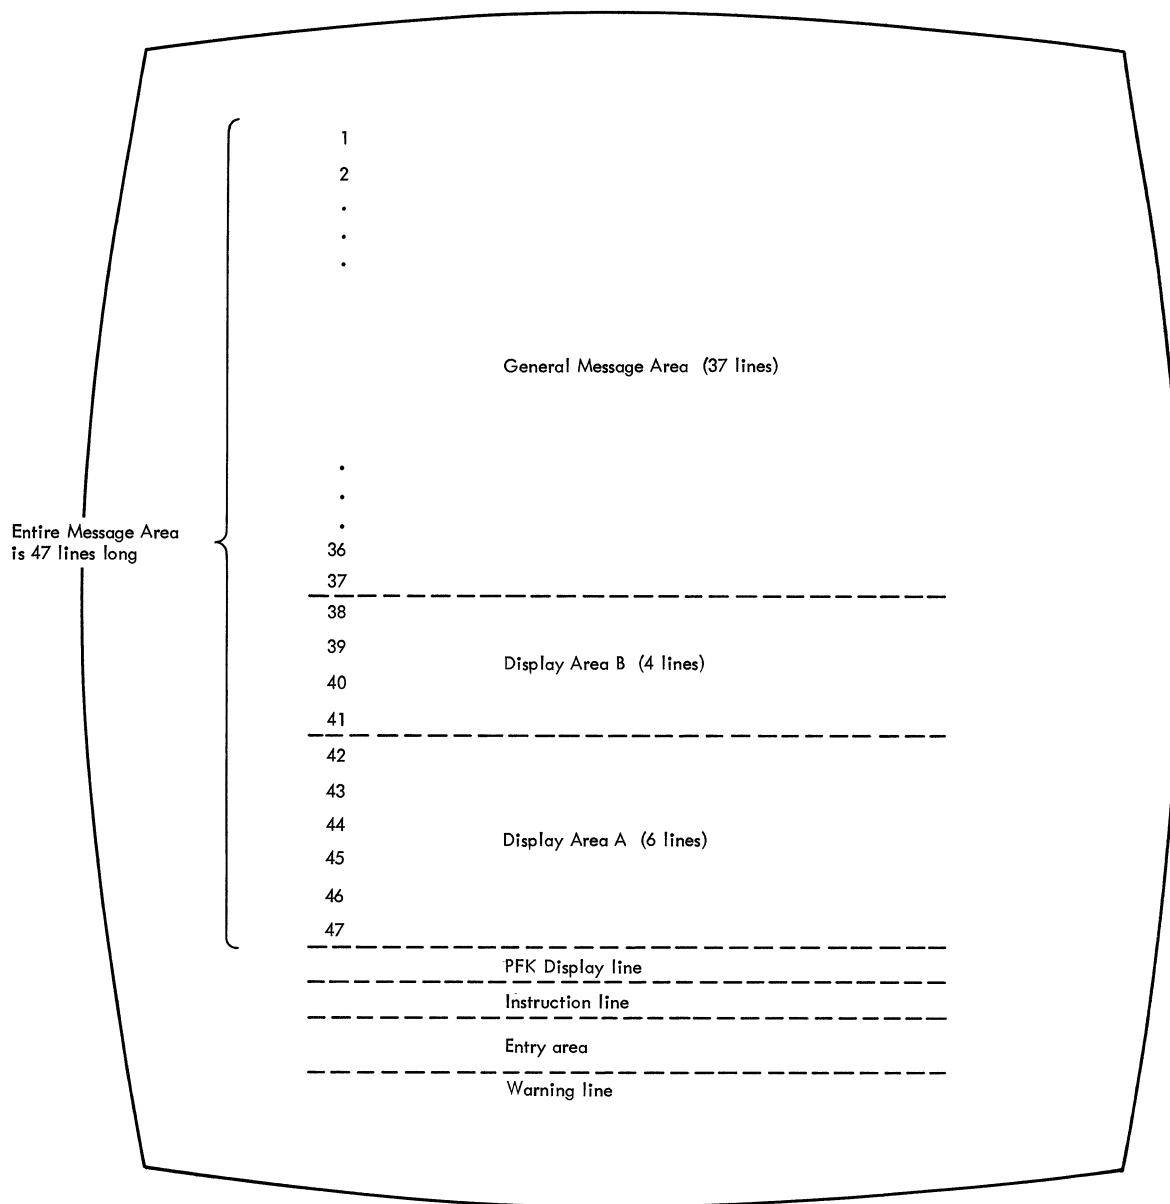 1
2
.
.
.
General Message Area (37 lines)
.
.
.
Entire Message Area
is 47 lines long
36
37
38
39
Display Area B (4 lines)
40
41
42
43
44
Display Area A (6 lines)
45
46
47
PFK Display line
Instruction line
Entry area
Warning line